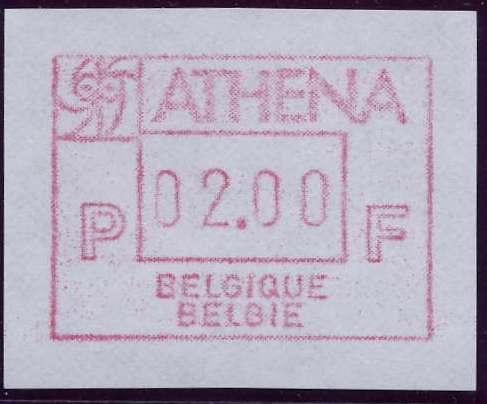 ATHENA
02.00
P F
BELGIQUE
BELGIE